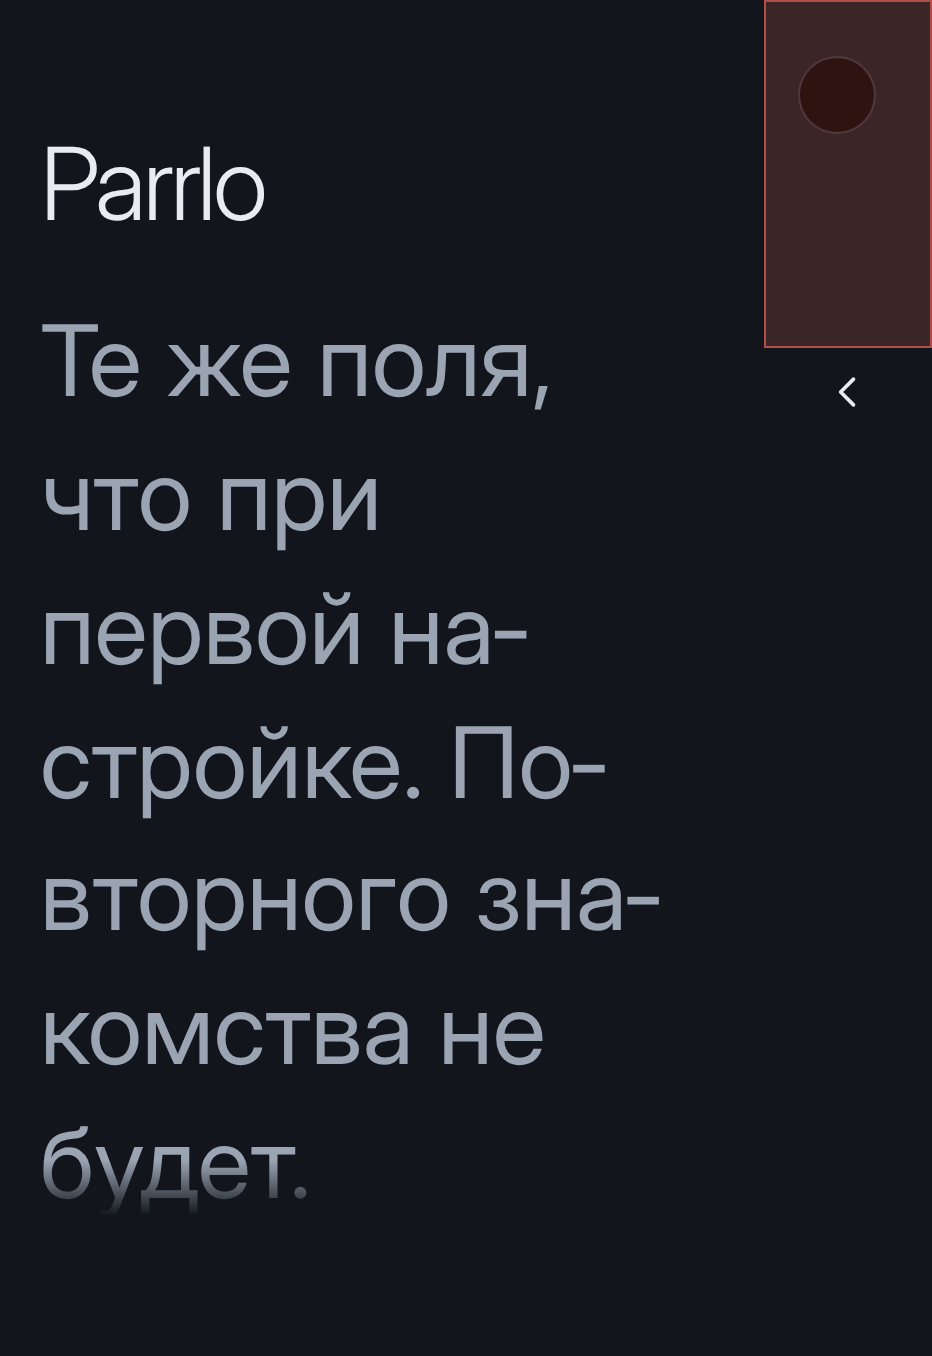 Parrlo
Те же поля,
что при
первой на-
стройке. По-
вторного зна-
комства не
будет.